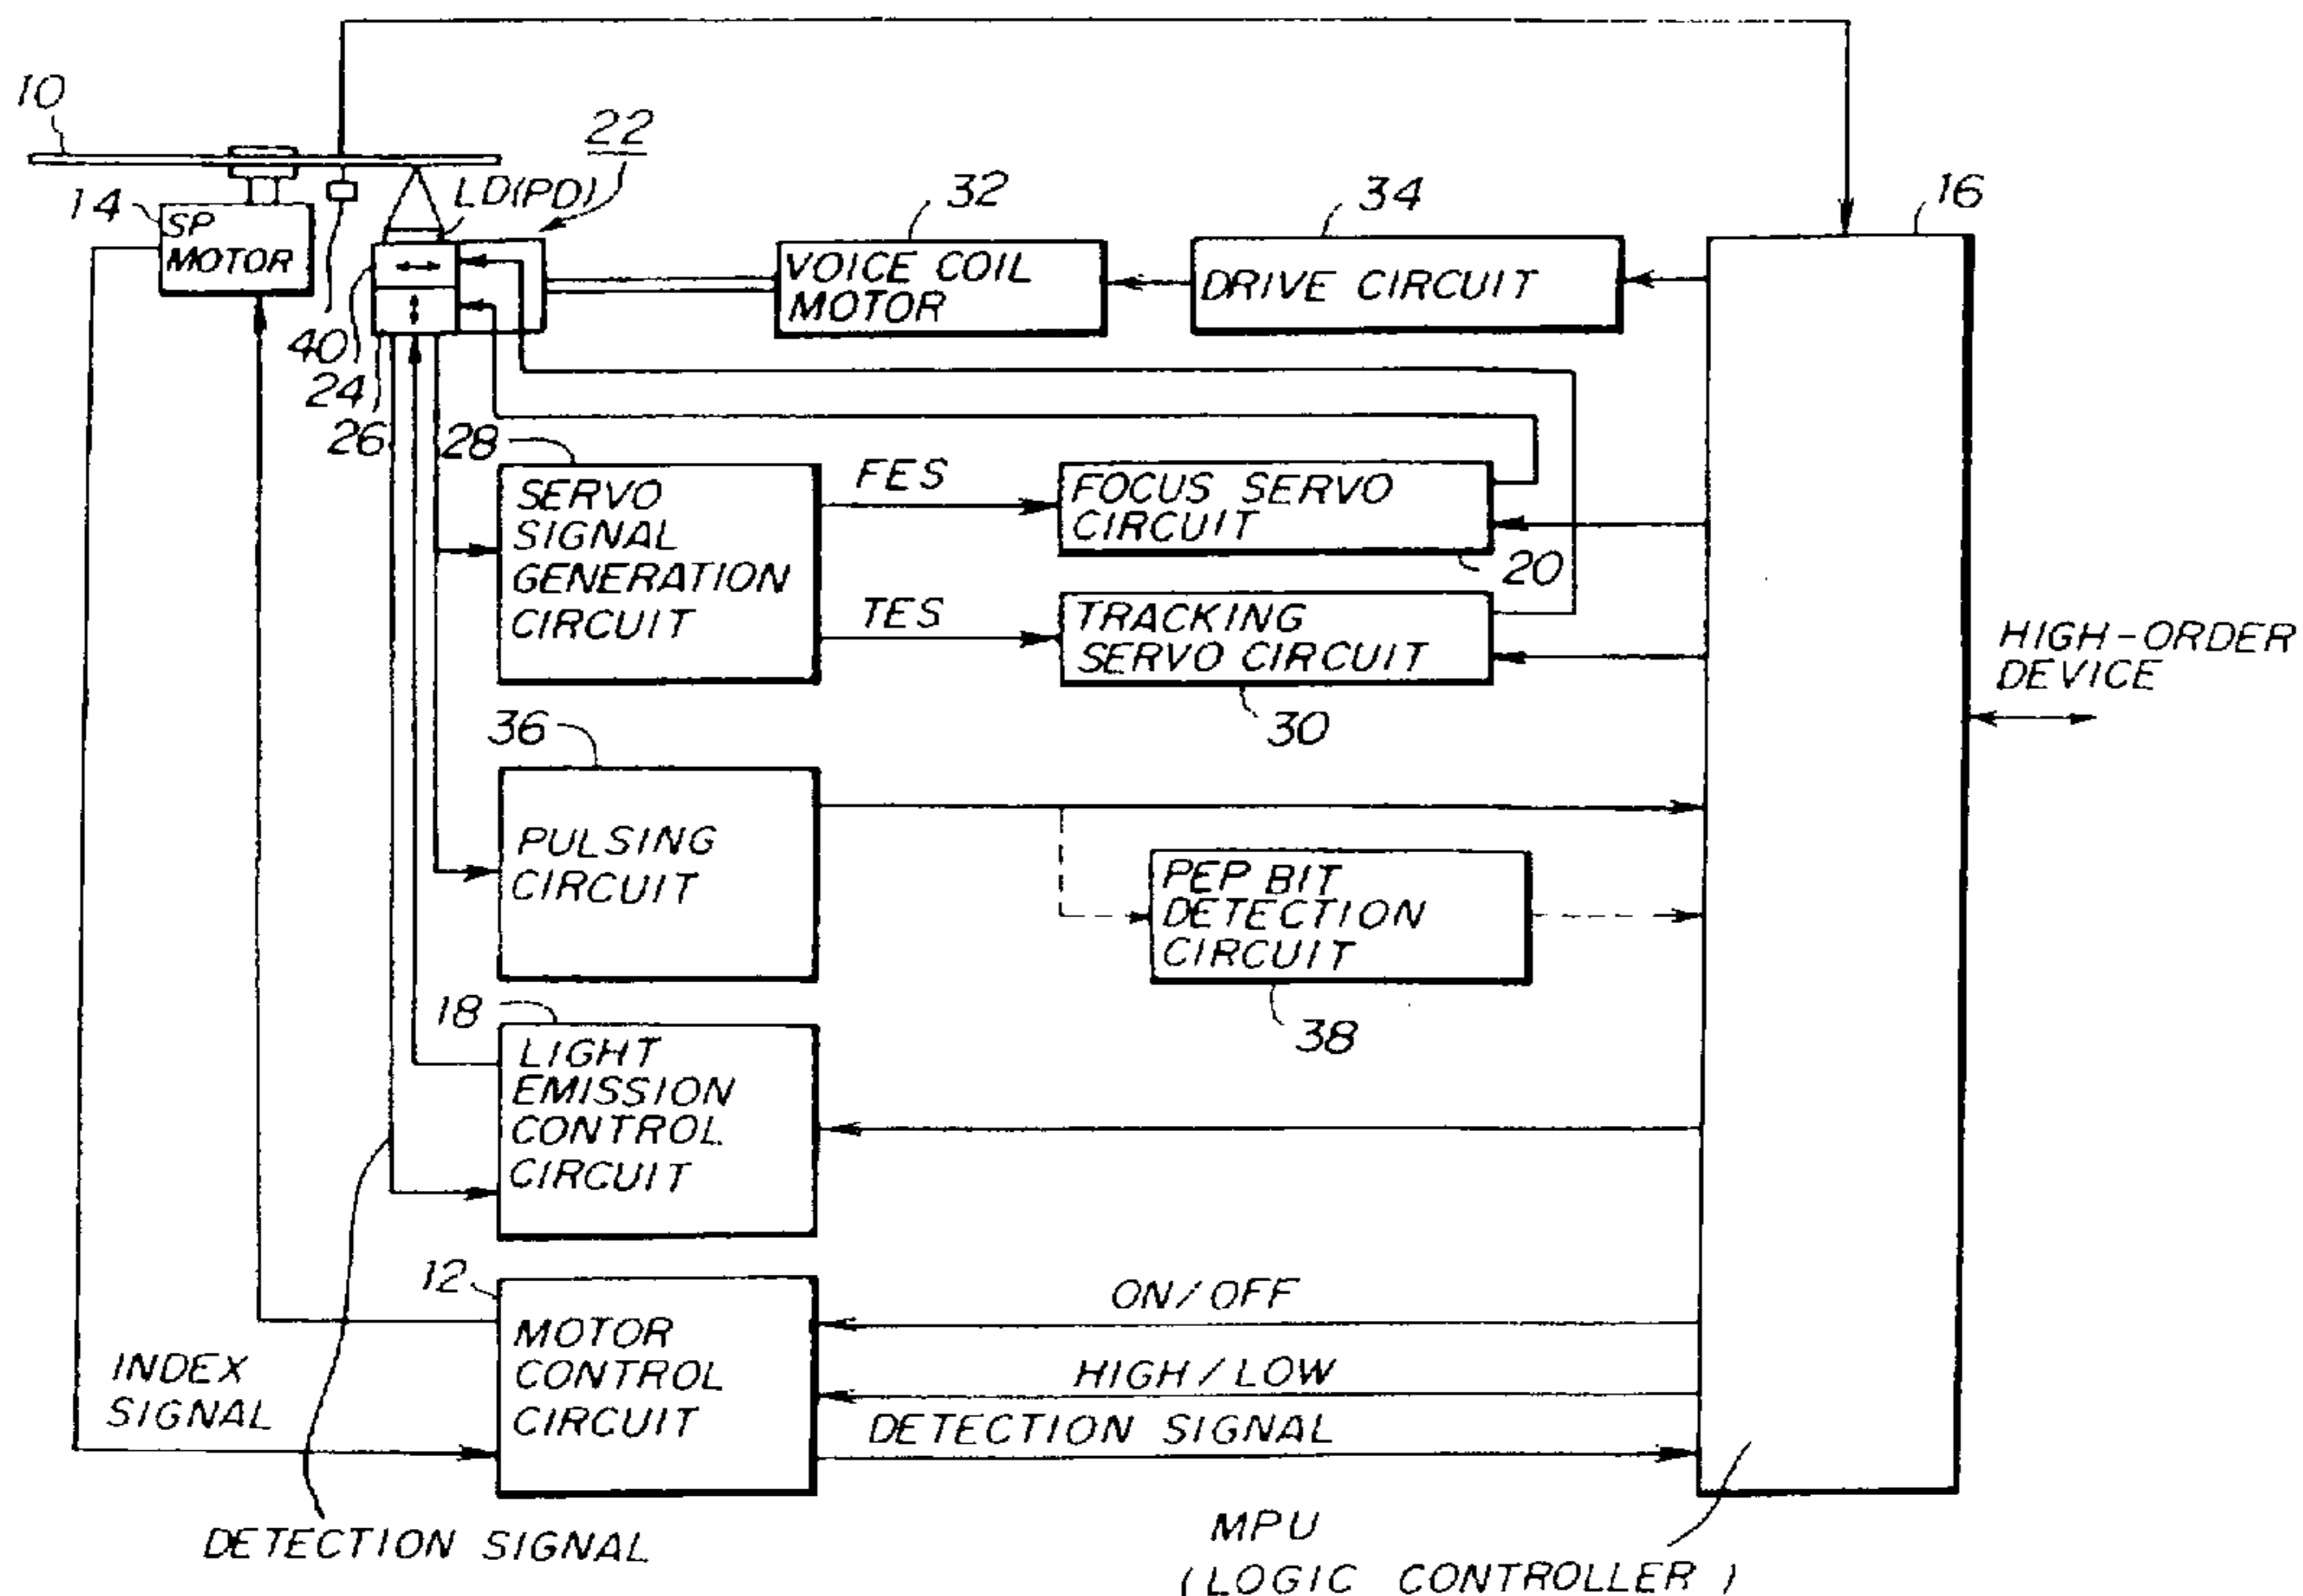 10
22
LD(PD)
14
SP
MOTOR
32
34
16
VOICE COIL
MOTOR
DRIVE CIRCUIT
40
24
26
28
SERVO
SIGNAL
GENERATION
CIRCUIT
FES
FOCUS SERVO
CIRCUIT
20
TES
TRACKING
SERVO CIRCUIT
30
HIGH-ORDER
DEVICE
36
PULSING
CIRCUIT
PEP BIT
DETECTION
CIRCUIT
38
18
LIGHT
EMISSION
CONTROL
CIRCUIT
12
MOTOR
CONTROL
CIRCUIT
ON/OFF
HIGH/LOW
DETECTION SIGNAL
INDEX
SIGNAL
DETECTION SIGNAL
MPU
(LOGIC CONTROLLER)